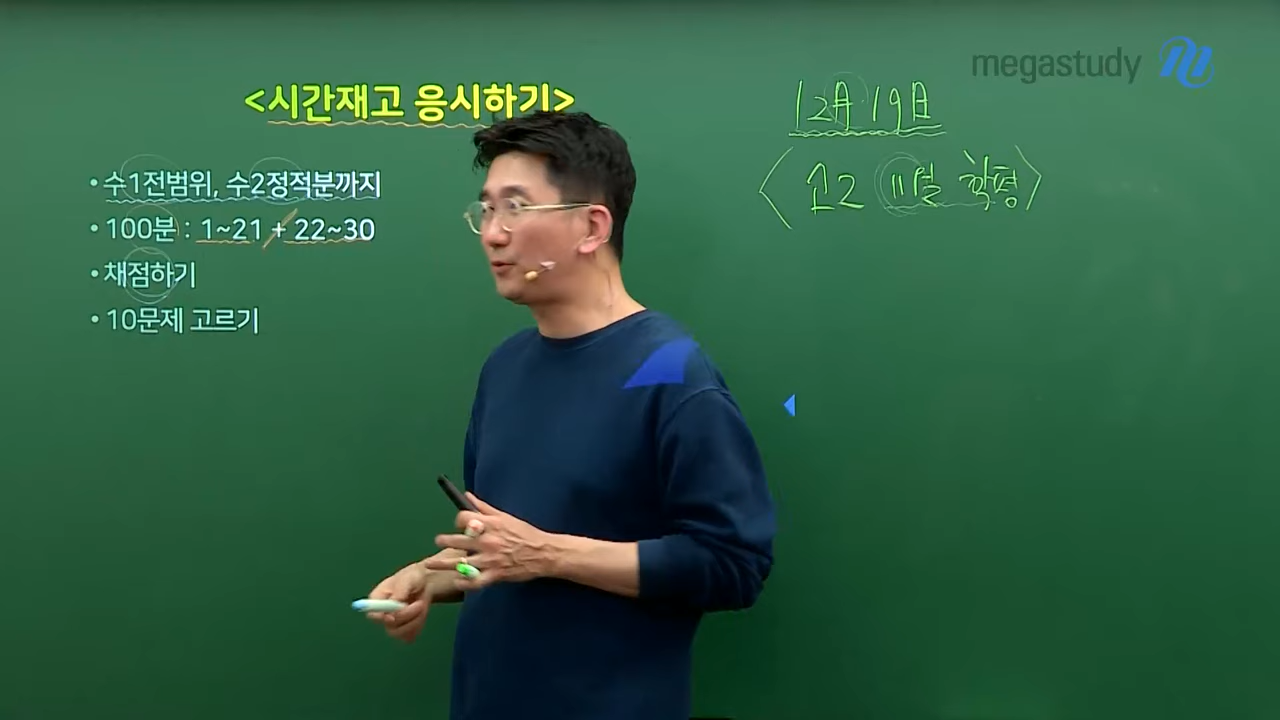 megastudy
<시간재고 응시하기>
•수1전범위, 수2정적분까지
•100분 : 1~21 + 22~30
•채점하기
•10문제 고르기
12月 19日
〈고2 11월 학평〉